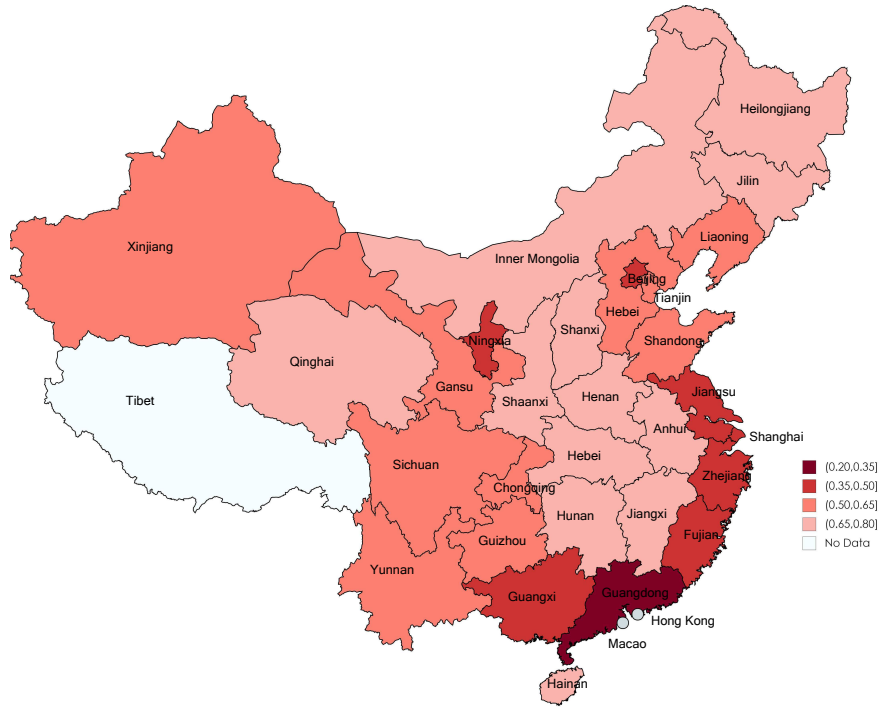 Heilongjiang
Jilin
Liaoning
Xinjiang
Inner Mongolia
Beijing
Tianjin
Hebei
Shanxi
Ningxia
Shandong
Qinghai
Gansu
Jiangsu
Tibet
Shaanxi
Henan
Anhui
Shanghai
Hebei
Sichuan
Zhejiang
Chongqing
Hunan
Jiangxi
Fujian
Guizhou
Yunnan
Guangxi
Guangdong
Hong Kong
Macao
Hainan
(0.20,0.35]
(0.35,0.50]
(0.50,0.65]
(0.65,0.80]
No Data